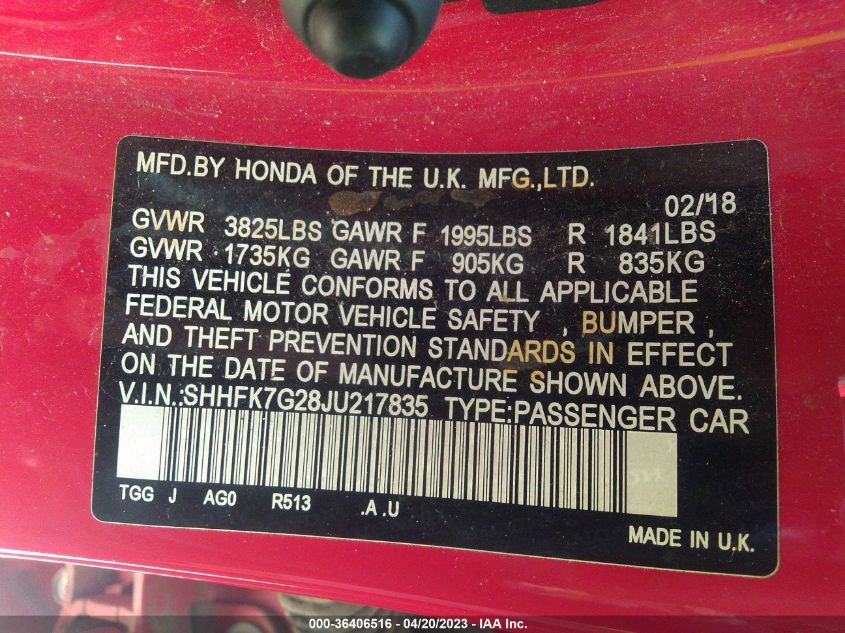 MFD.BY HONDA OF THE U.K. MFG.,LTD.
02/18
GVWR 3825LBS GAWR F 1995LBS R 1841LBS
GVWR 1735KG GAWR F 905KG R 835KG
THIS VEHICLE CONFORMS TO ALL APPLICABLE
FEDERAL MOTOR VEHICLE SAFETY , BUMPER ,
AND THEFT PREVENTION STANDARDS IN EFFECT
ON THE DATE OF MANUFACTURE SHOWN ABOVE.
V.I.N.:SHHFK7G28JU217835 TYPE:PASSENGER CAR
TGG J AG0 R513 .A .U
MADE IN U.K.
000-36406516 - 04/20/2023 - IAA Inc.